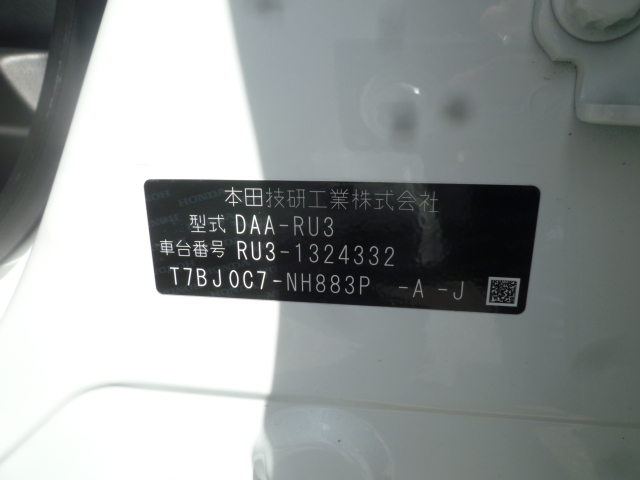 本田技研工業株式会社
型式 DAA-RU3
車台番号 RU3-1324332
T7BJ0C7-NH883P -A -J